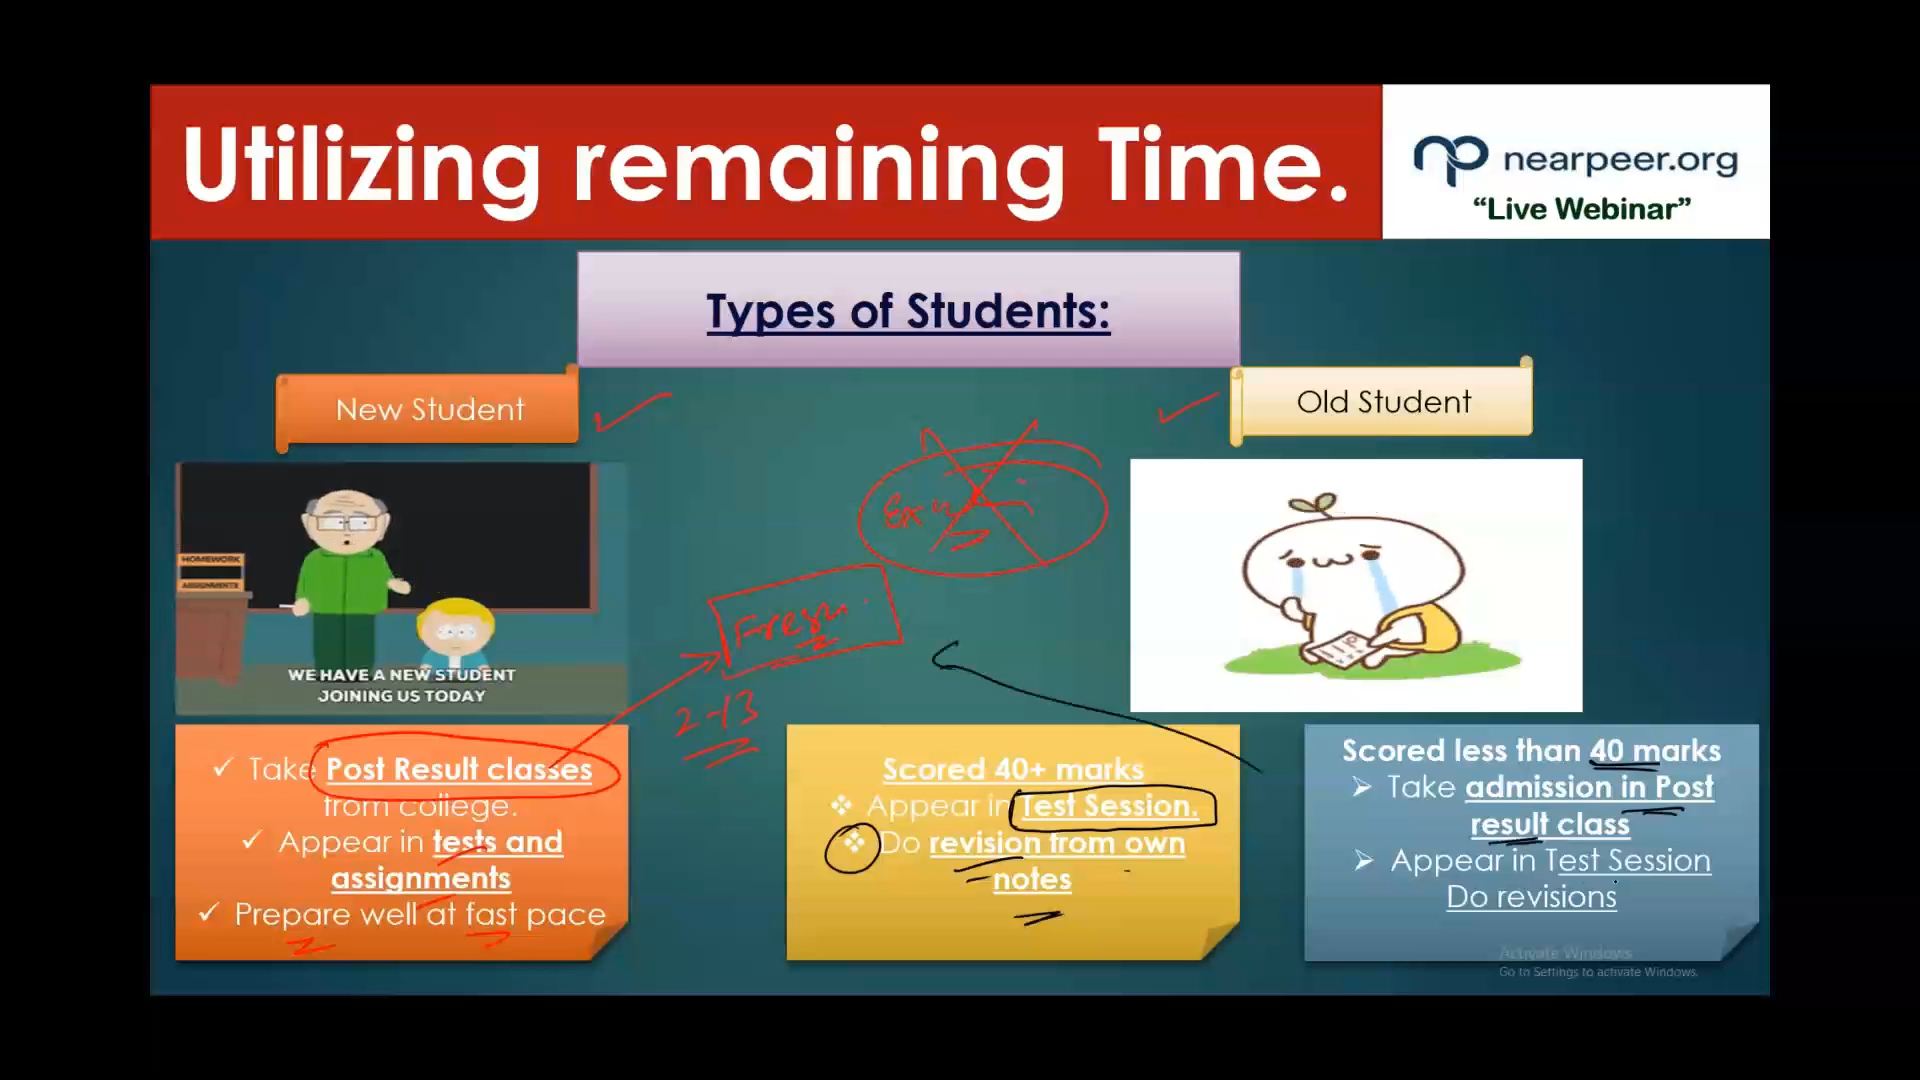 Utilizing remaining Time.
nearpeer.org
“Live Webinar”
Types of Students:
New Student
Old Student
HOMEWORK
ASSIGNMENTS
WE HAVE A NEW STUDENT
JOINING US TODAY
Fresh
2-13
✓ Take Post Result classes
from college.
✓ Appear in tests and
assignments
✓ Prepare well at fast pace
Scored 40+ marks
❖ Appear in Test Session.
❖ Do revision from own
notes
Scored less than 40 marks
➢ Take admission in Post
result class
➢ Appear in Test Session
Do revisions
Activate Windows
Go to Settings to activate Windows.